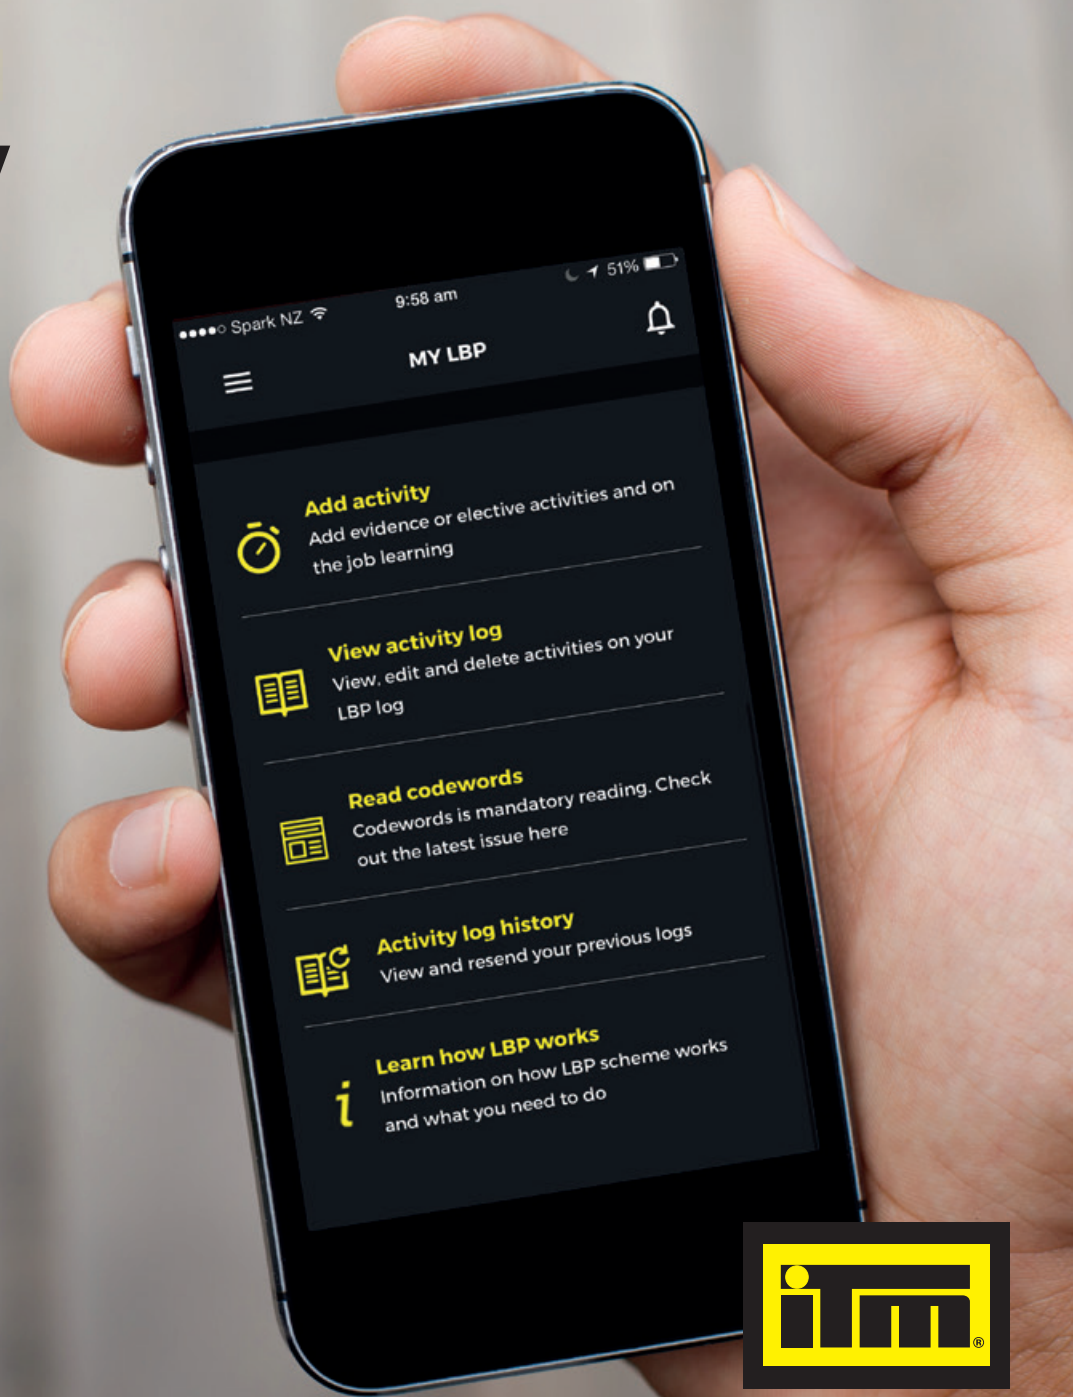 Spark NZ
9:58 am
51%
MY LBP
Add activity
Add evidence or elective activities and on
the job learning
View activity log
View, edit and delete activities on your
LBP log
Read codewords
Codewords is mandatory reading. Check
out the latest issue here
Activity log history
View and resend your previous logs
Learn how LBP works
Information on how LBP scheme works
and what you need to do
iTm®